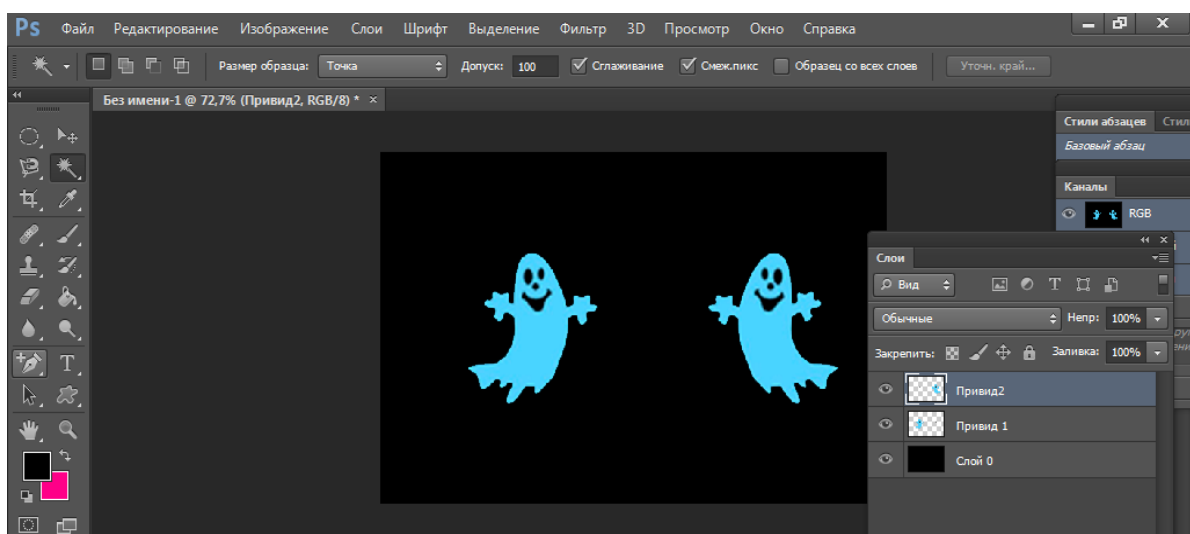 Ps Файл Редактирование Изображение Слои Шрифт Выделение Фильтр 3D Просмотр Окно Справка
Размер образца: Точка Допуск: 100 Сглаживание Смеж.пикс Образец со всех слоев Уточн. край...
Без имени-1 @ 72,7% (Привид2, RGB/8) * ×
Стили абзацев Стил
Базовый абзац
Каналы
RGB
Слои
Вид
Обычные Непр: 100%
Закрепить: Заливка: 100%
Привид2
Привид 1
Слой 0
T